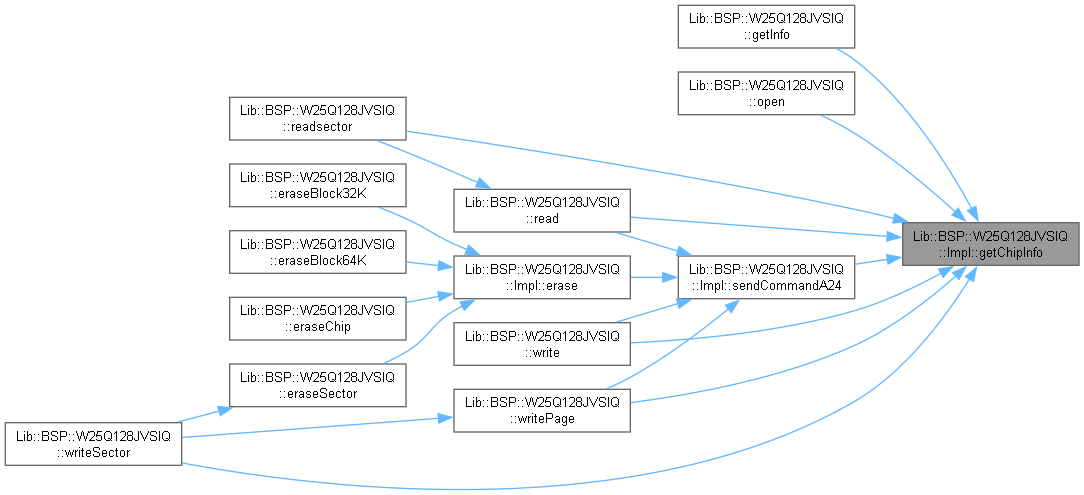 Lib::BSP::W25Q128JVSIQ
::getInfo
Lib::BSP::W25Q128JVSIQ
::open
Lib::BSP::W25Q128JVSIQ
::readsector
Lib::BSP::W25Q128JVSIQ
::eraseBlock32K
Lib::BSP::W25Q128JVSIQ
::read
Lib::BSP::W25Q128JVSIQ
::Impl::getChipInfo
Lib::BSP::W25Q128JVSIQ
::eraseBlock64K
Lib::BSP::W25Q128JVSIQ
::Impl::erase
Lib::BSP::W25Q128JVSIQ
::Impl::sendCommandA24
Lib::BSP::W25Q128JVSIQ
::eraseChip
Lib::BSP::W25Q128JVSIQ
::write
Lib::BSP::W25Q128JVSIQ
::eraseSector
Lib::BSP::W25Q128JVSIQ
::writePage
Lib::BSP::W25Q128JVSIQ
::writeSector